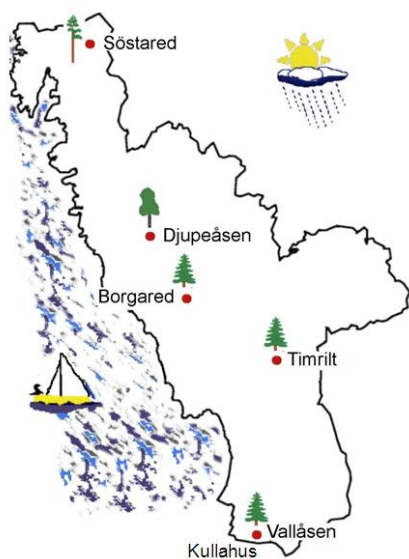 Söstared
Djupeåsen
Borgared
Timrilt
Vallåsen
Kullahus